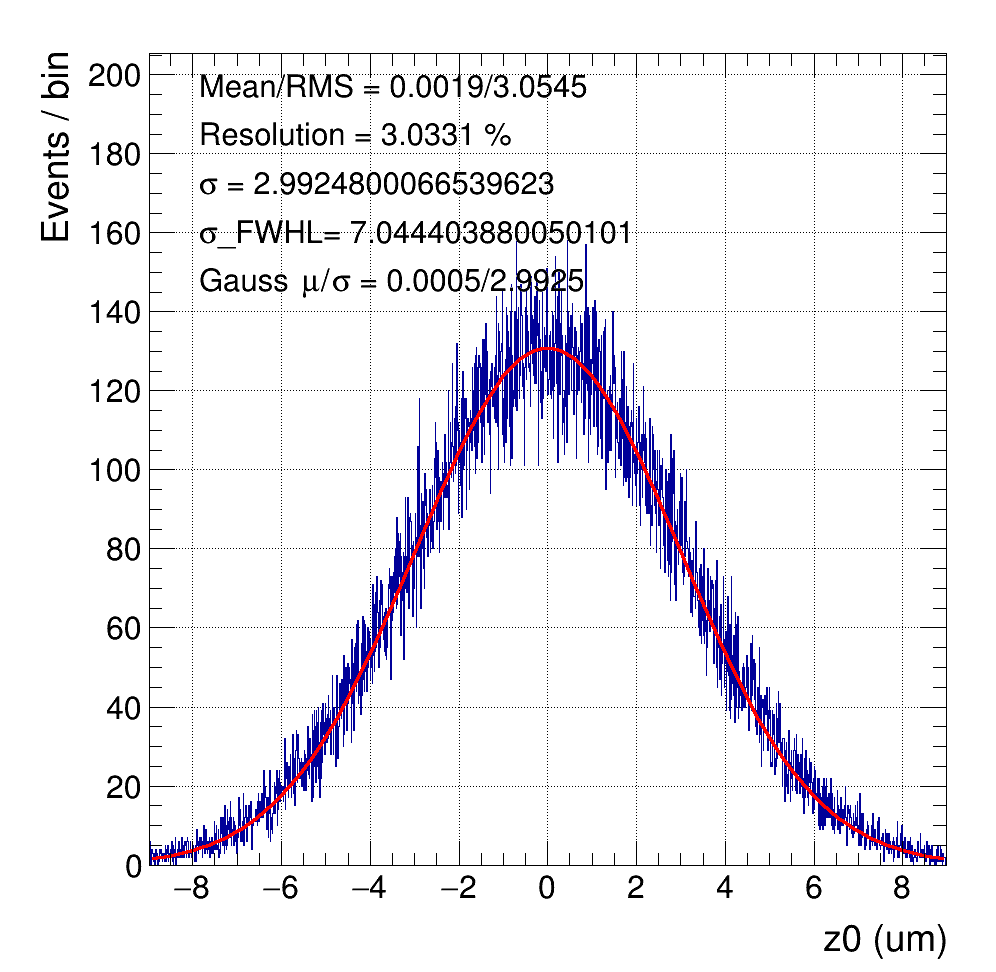 Events / bin
200
180
160
140
120
100
80
60
40
20
0
Mean/RMS = 0.0019/3.0545
Resolution = 3.0331 %
σ = 2.9924800066539623
σ_FWHL= 7.044403880050101
Gauss μ/σ = 0.0005/2.9925
−8 −6 −4 −2 0 2 4 6 8
z0 (um)